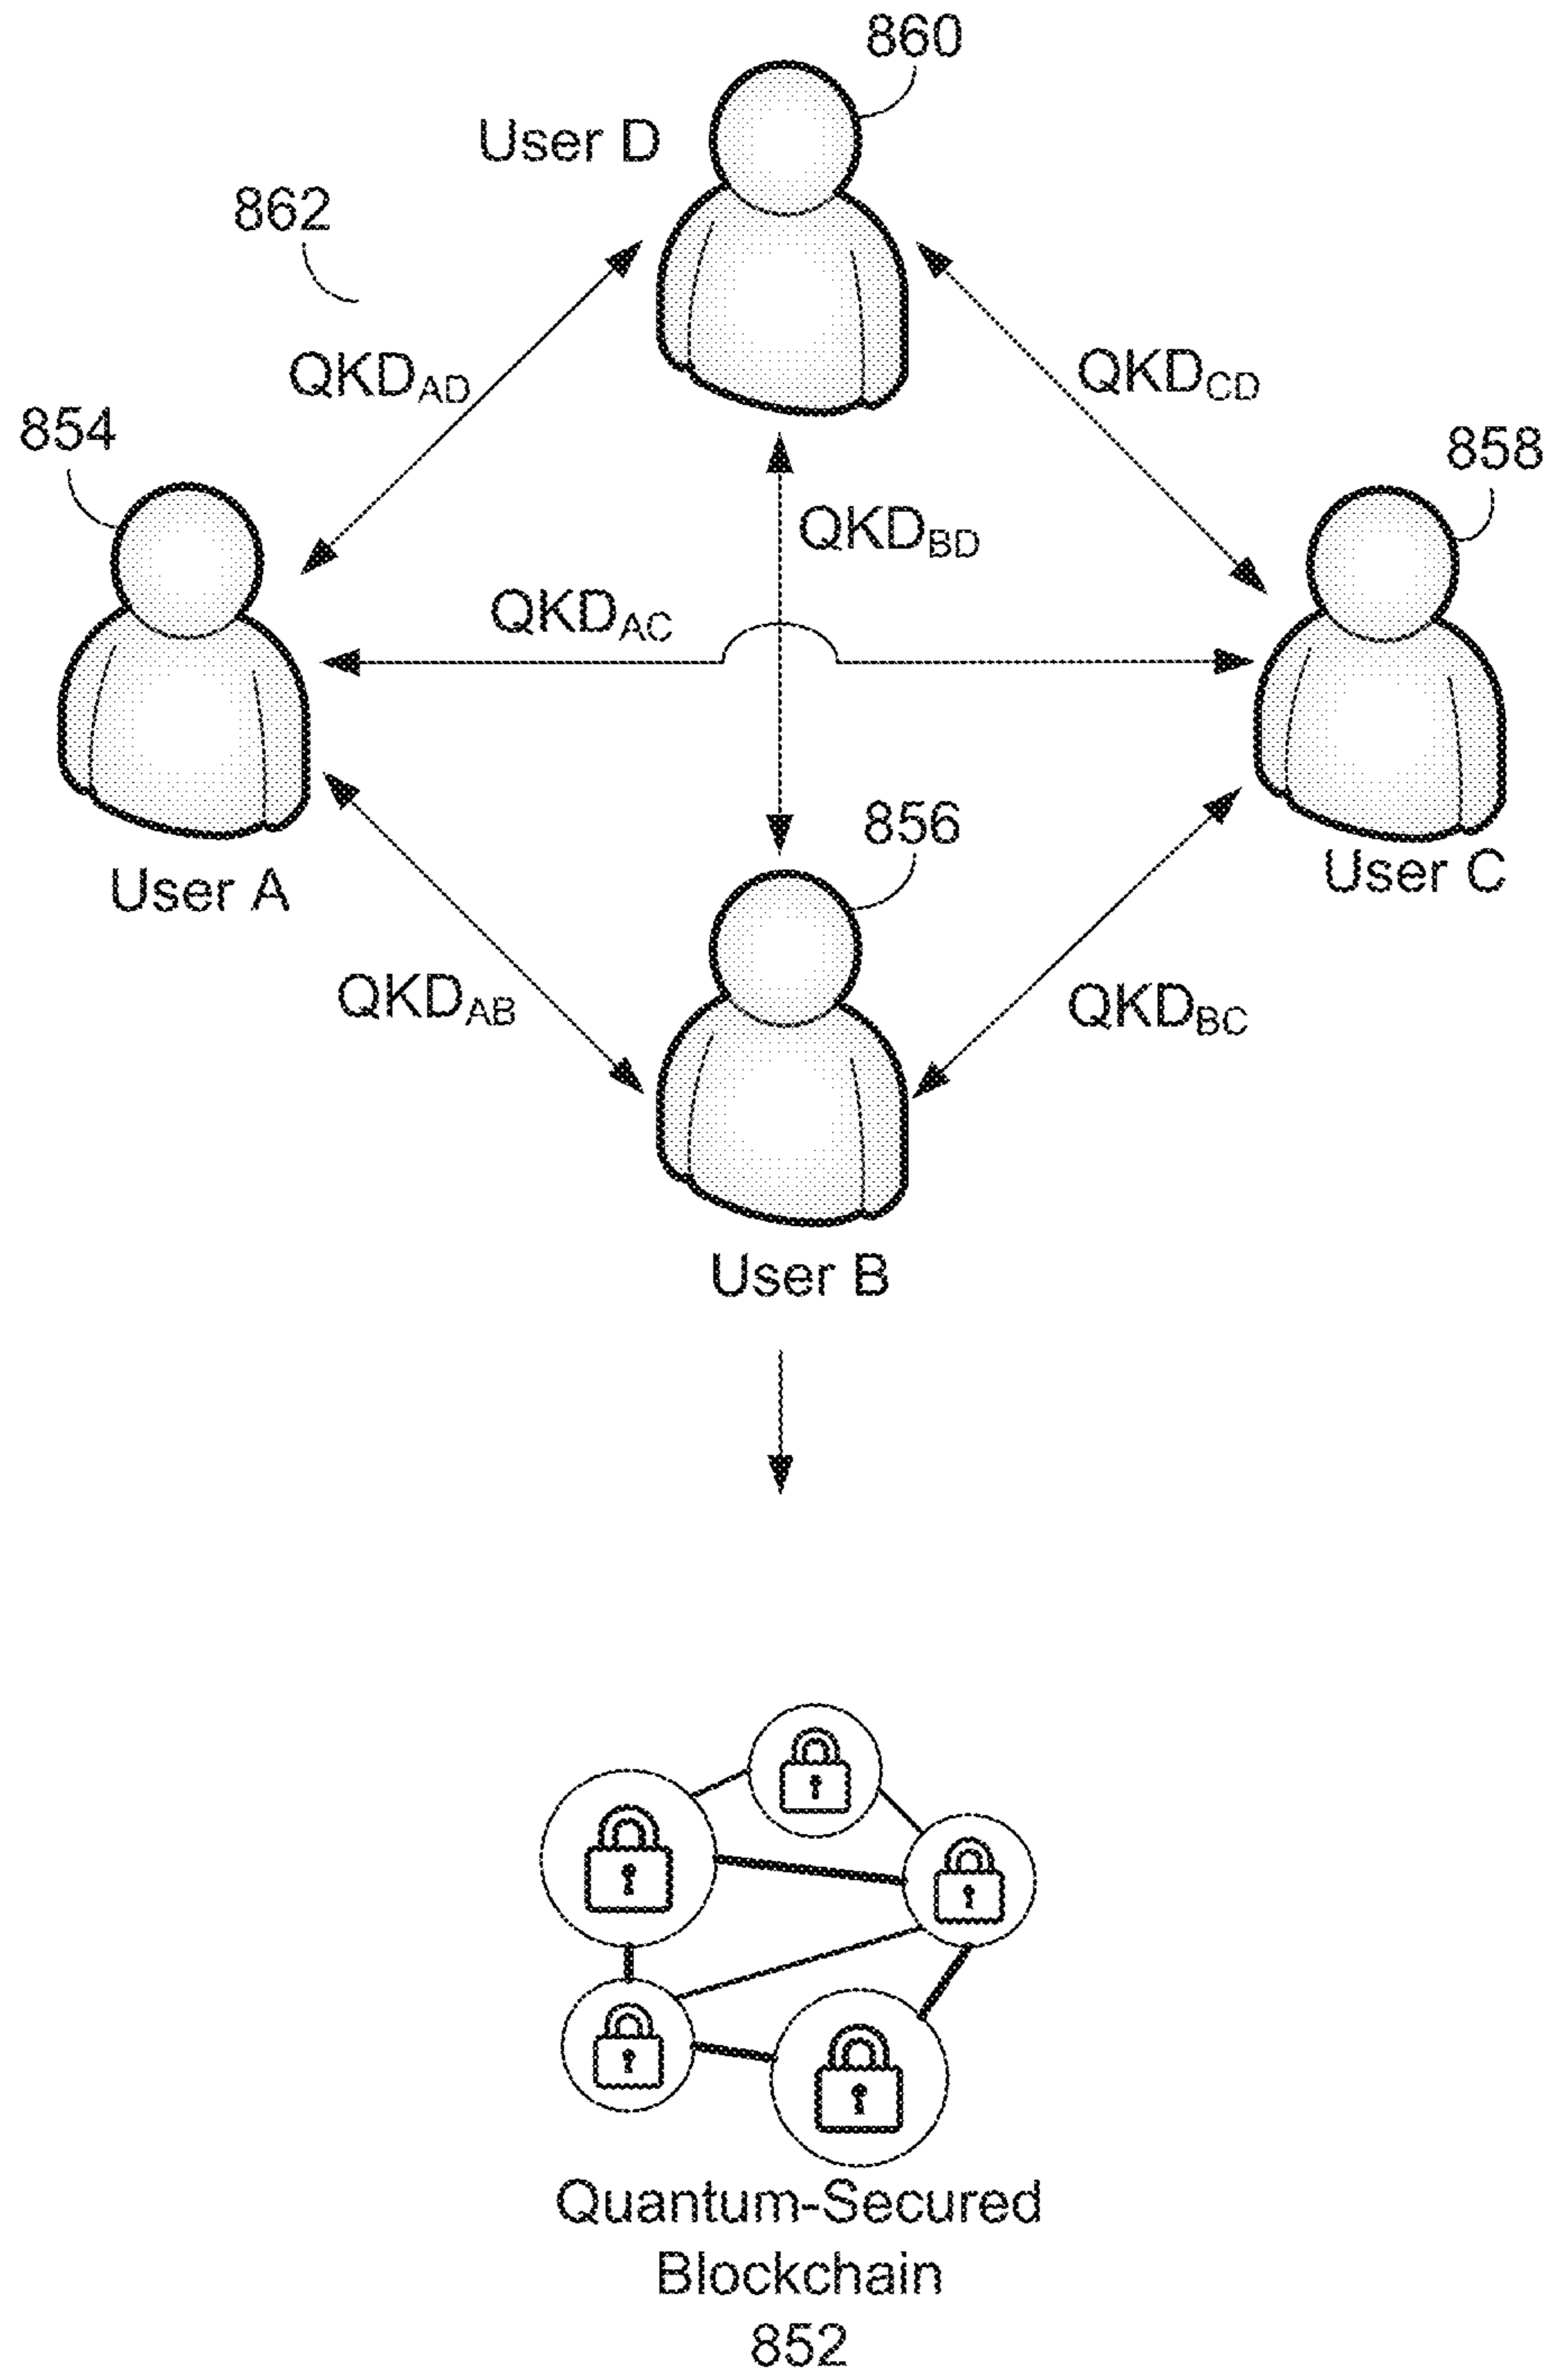 860
User D
862
QKDAD
QKDCD
854
858
QKDBD
QKDAC
856
User A
User C
QKDAB
QKDBC
User B
Quantum-Secured
Blockchain
852